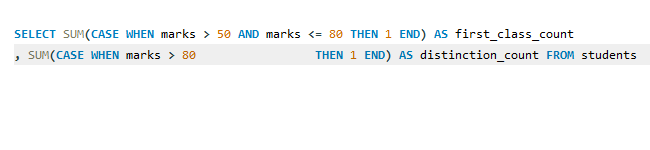 SELECT SUM(CASE WHEN marks > 50 AND marks <= 80 THEN 1 END) AS first_class_count
, SUM(CASE WHEN marks > 80                 THEN 1 END) AS distinction_count FROM students